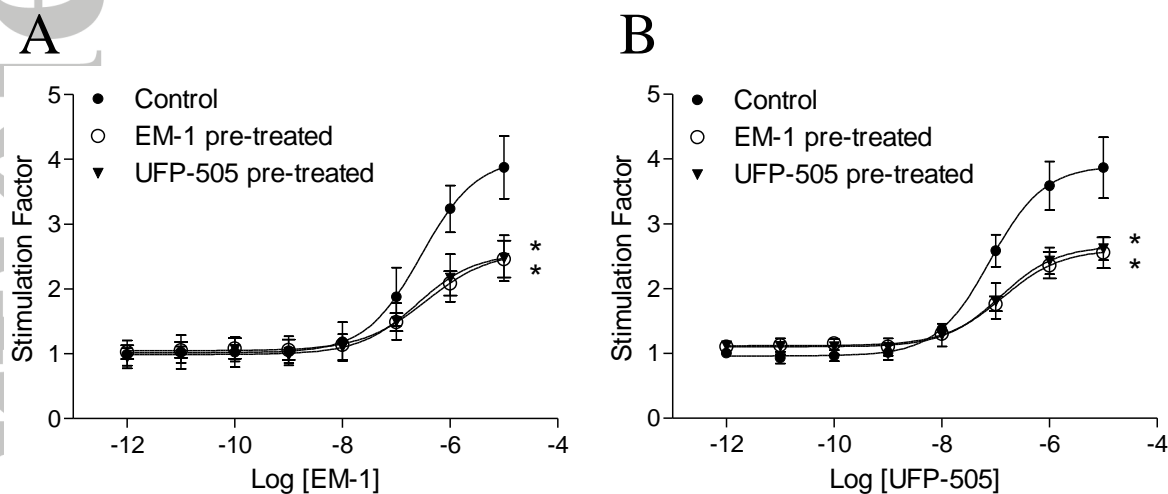 A
5
4
3
2
1
0
Stimulation Factor
Control
EM-1 pre-treated
UFP-505 pre-treated
*
*
-12 -10 -8 -6 -4
Log [EM-1]
B
5
4
3
2
1
0
Stimulation Factor
Control
EM-1 pre-treated
UFP-505 pre-treated
*
*
-12 -10 -8 -6 -4
Log [UFP-505]